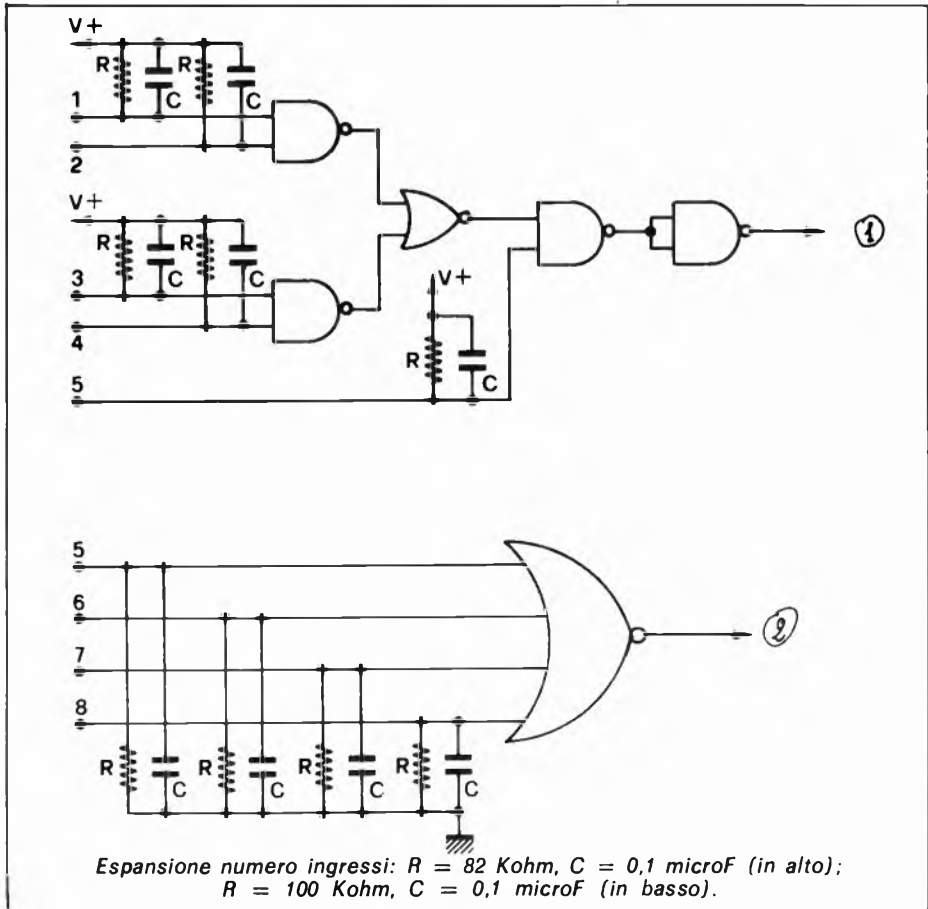 V+
R
R
C
C
1
2
V+
R
R
C
C
3
4
V+
R
C
5
1
5
6
7
8
R
C
R
C
R
C
R
C
2
Espansione numero ingressi: R = 82 Kohm, C = 0,1 microF (in alto);
R = 100 Kohm, C = 0,1 microF (in basso).